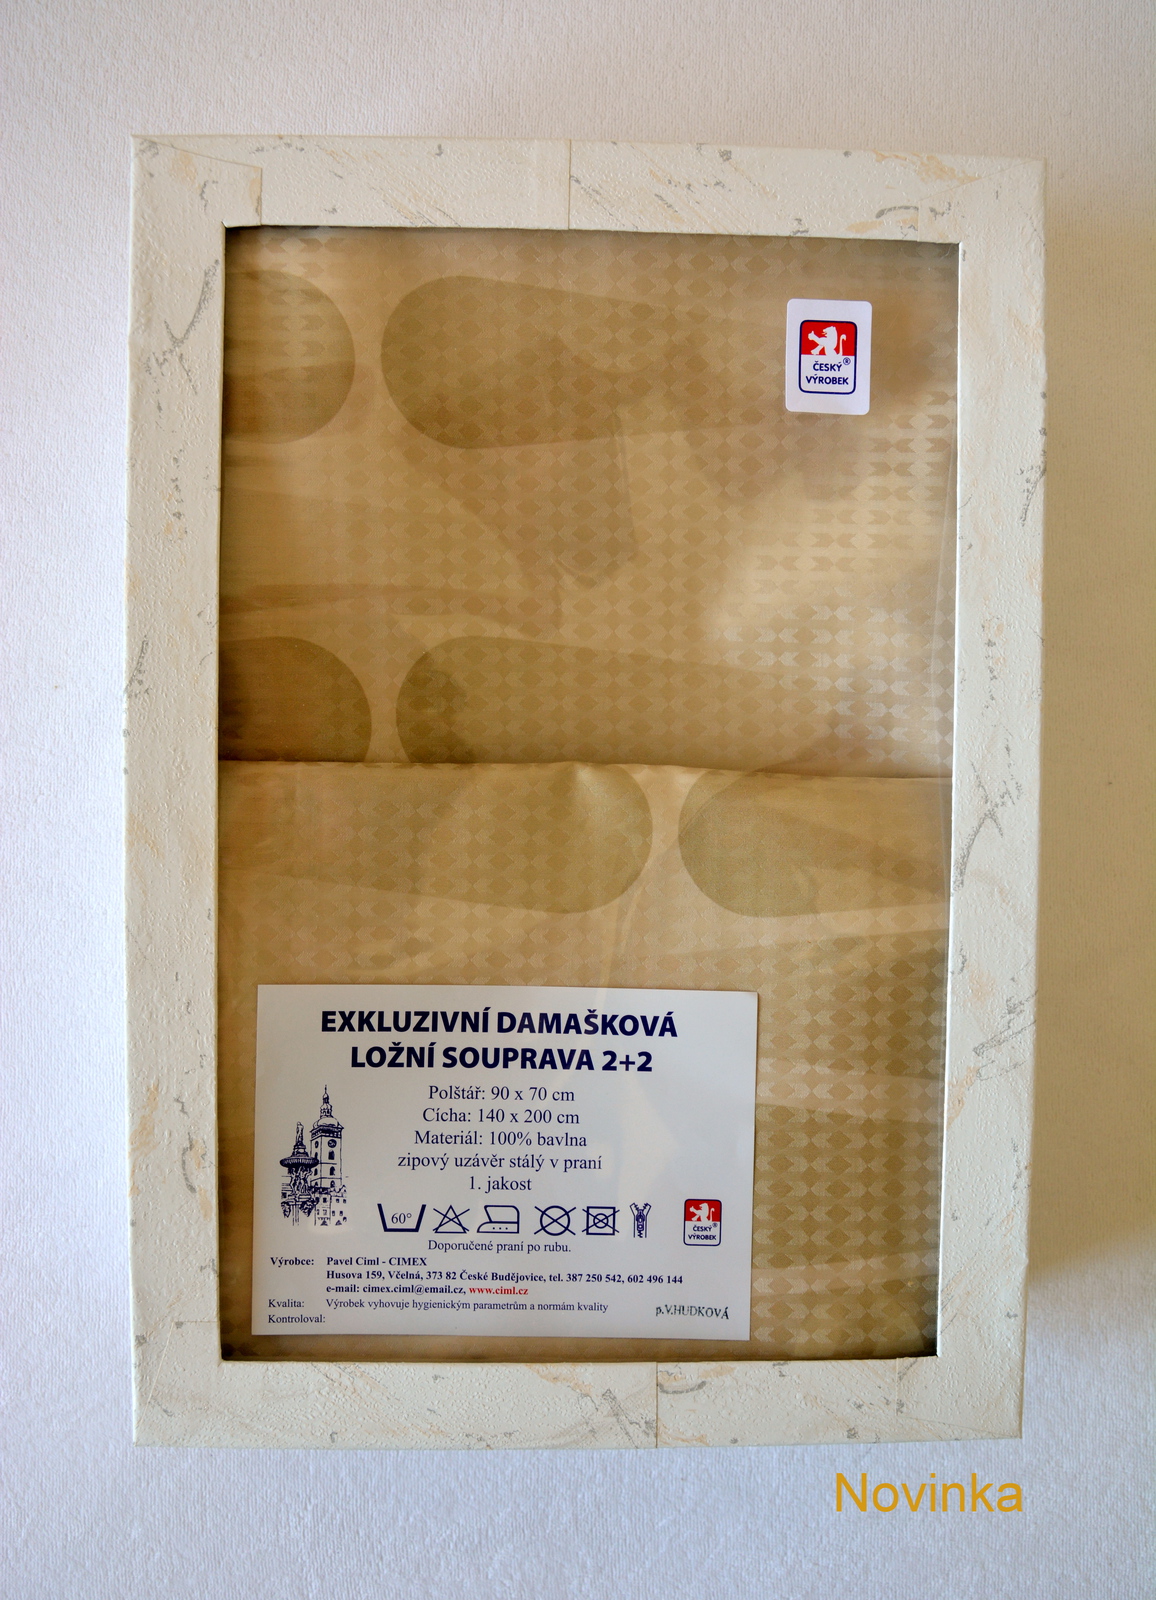 ČESKÝ®
VÝROBEK
EXKLUZIVNÍ DAMAŠKOVÁ
LOŽNÍ SOUPRAVA 2+2
Polštář: 90 x 70 cm
Cícha: 140 x 200 cm
Materiál: 100% bavlna
zipový uzávěr stálý v praní
1. jakost
60°
ČESKÝ®
VÝROBEK
Doporučené praní po rubu.
Výrobce: Pavel Ciml - CIMEX
Husova 159, Včelná, 373 82 České Budějovice, tel. 387 250 542, 602 496 144
e-mail: cimex.ciml@email.cz, www.ciml.cz
Kvalita: Výrobek vyhovuje hygienickým parametrům a normám kvality
Kontroloval: p.V.HUDKOVÁ
Novinka